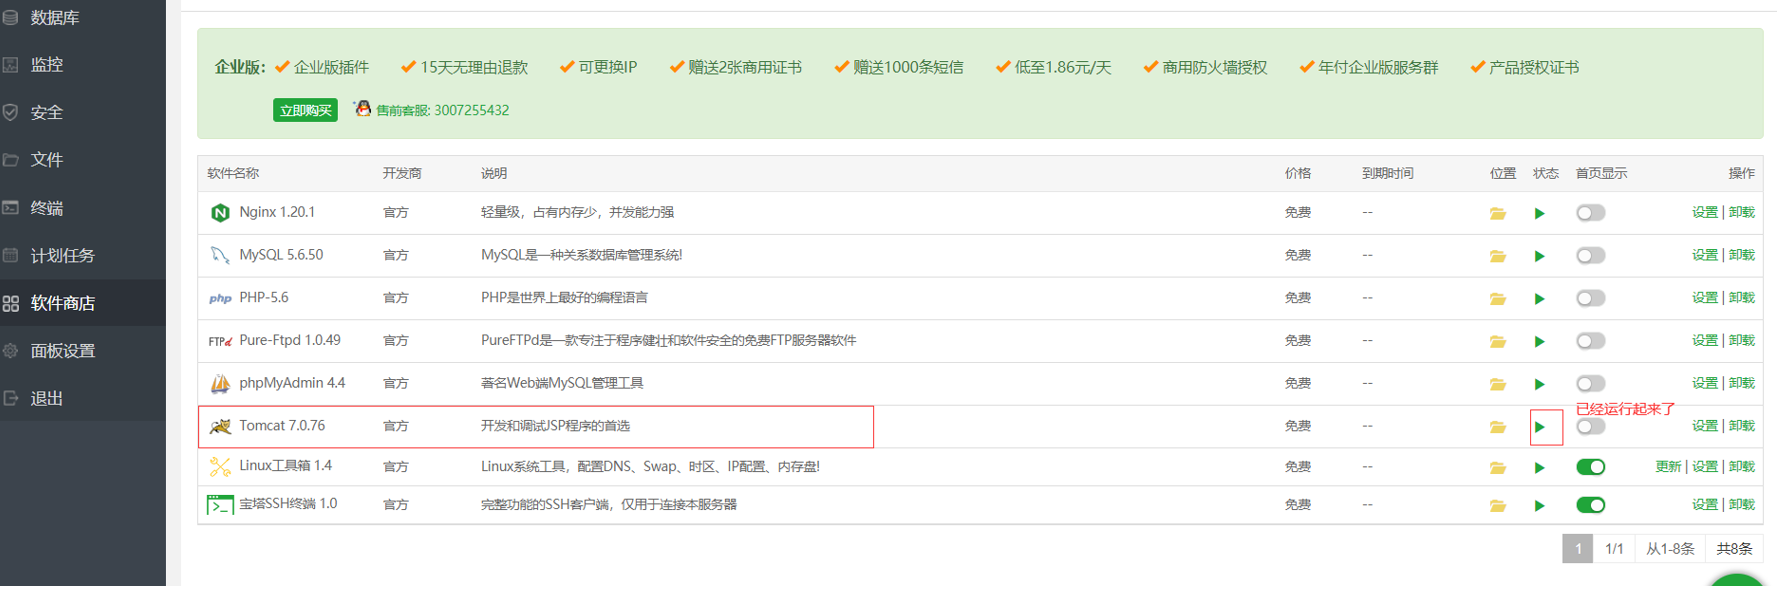 数据库
监控
安全
文件
终端
计划任务
软件商店
面板设置
退出
企业版: 企业版插件 15天无理由退款 可更换IP 赠送2张商用证书 赠送1000条短信 低至1.86元/天 商用防火墙授权 年付企业版服务群 产品授权证书
立即购买 售前客服: 3007255432
软件名称 开发商 说明 价格 到期时间 位置 状态 首页显示 操作
Nginx 1.20.1 官方 轻量级，占有内存少，并发能力强 免费 -- 设置 | 卸载
MySQL 5.6.50 官方 MySQL是一种关系数据库管理系统! 免费 -- 设置 | 卸载
php PHP-5.6 官方 PHP是世界上最好的编程语言 免费 -- 设置 | 卸载
FTPd Pure-Ftpd 1.0.49 官方 PureFTPd是一款专注于程序健壮和软件安全的免费FTP服务器软件 免费 -- 设置 | 卸载
phpMyAdmin 4.4 官方 著名Web端MySQL管理工具 免费 -- 设置 | 卸载
已经运行起来了
Tomcat 7.0.76 官方 开发和调试JSP程序的首选 免费 -- 设置 | 卸载
Linux工具箱 1.4 官方 Linux系统工具，配置DNS、Swap、时区、IP配置、内存盘! 免费 -- 更新 | 设置 | 卸载
宝塔SSH终端 1.0 官方 完整功能的SSH客户端，仅用于连接本服务器 免费 -- 设置 | 卸载
1 1/1 从1-8条 共8条